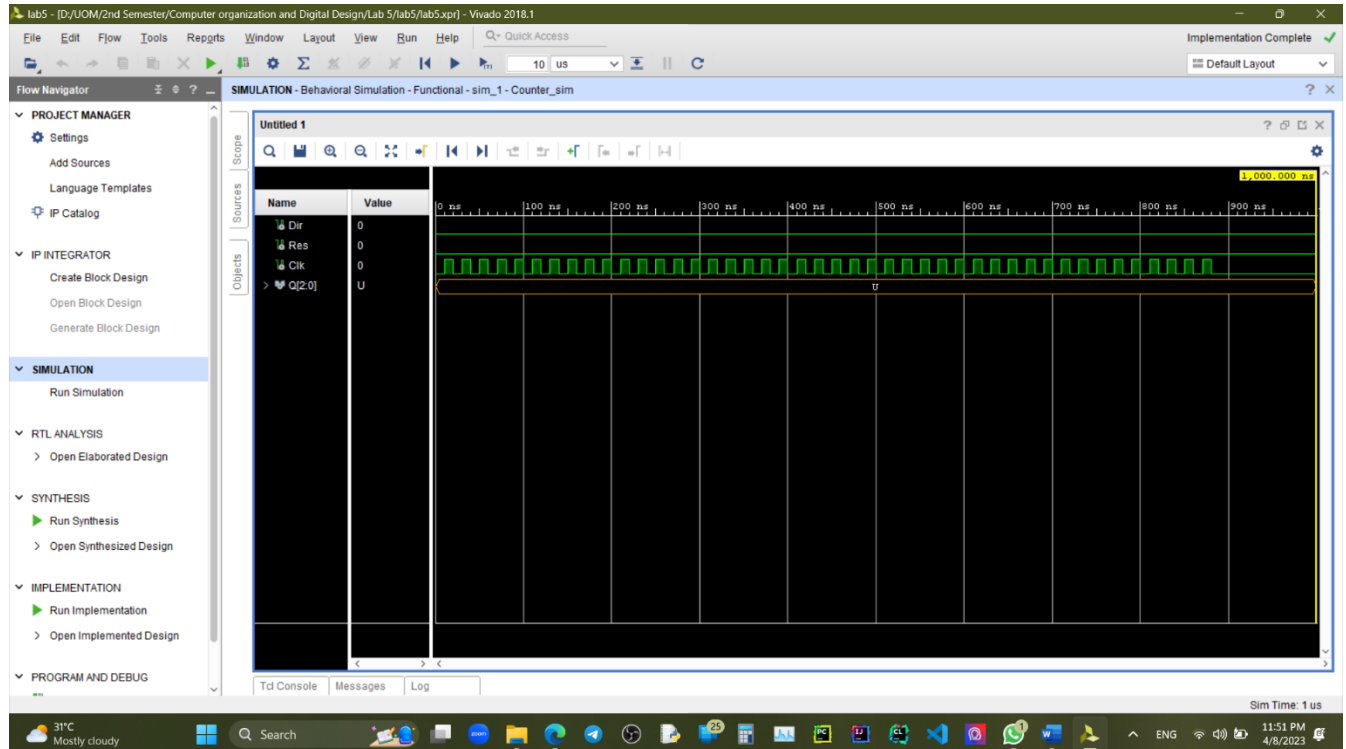 lab5 - [D:/UOM/2nd Semester/Computer organization and Digital Design/Lab 5/lab5/lab5.xpr] - Vivado 2018.1
File Edit Flow Tools Reports Window Layout View Run Help Quick Access
Implementation Complete
10 us
Default Layout
Flow Navigator
SIMULATION - Behavioral Simulation - Functional - sim_1 - Counter_sim
PROJECT MANAGER
Settings
Add Sources
Language Templates
IP Catalog
IP INTEGRATOR
Create Block Design
Open Block Design
Generate Block Design
SIMULATION
Run Simulation
RTL ANALYSIS
Open Elaborated Design
SYNTHESIS
Run Synthesis
Open Synthesized Design
IMPLEMENTATION
Run Implementation
Open Implemented Design
PROGRAM AND DEBUG
Scope
Sources
Objects
Untitled 1
1,000.000 ns
Name Value
0 ns 100 ns 200 ns 300 ns 400 ns 500 ns 600 ns 700 ns 800 ns 900 ns
Dir 0
Res 0
Clk 0
Q[2:0] U
U
Tcl Console Messages Log
Sim Time: 1 us
31°C
Mostly cloudy
Search
zoom
25
PC
CL
ENG
11:51 PM
4/8/2023